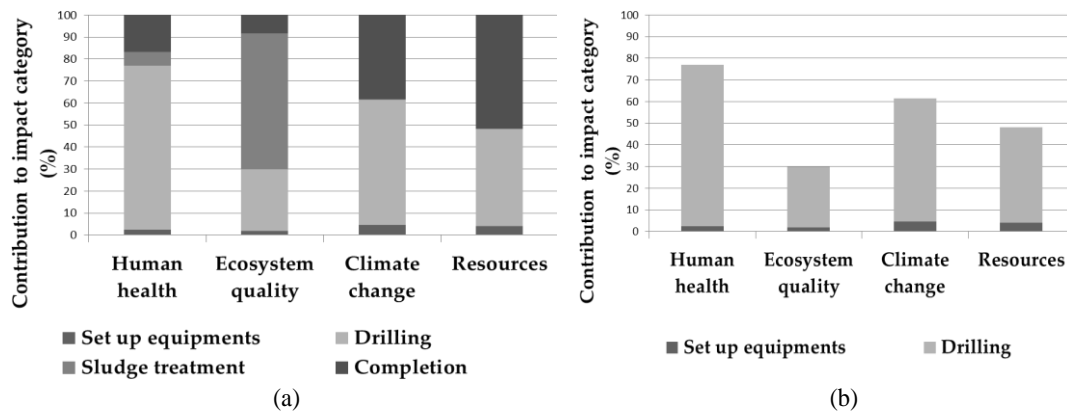 Contribution to impact category
(%)
100
90
80
70
60
50
40
30
20
10
0
Human
health
Ecosystem
quality
Climate
change
Resources
Set up equipments
Drilling
Sludge treatment
Completion
(a)
Contribution to impact category
(%)
100
90
80
70
60
50
40
30
20
10
0
Human
health
Ecosystem
quality
Climate
change
Resources
Set up equipments
Drilling
(b)